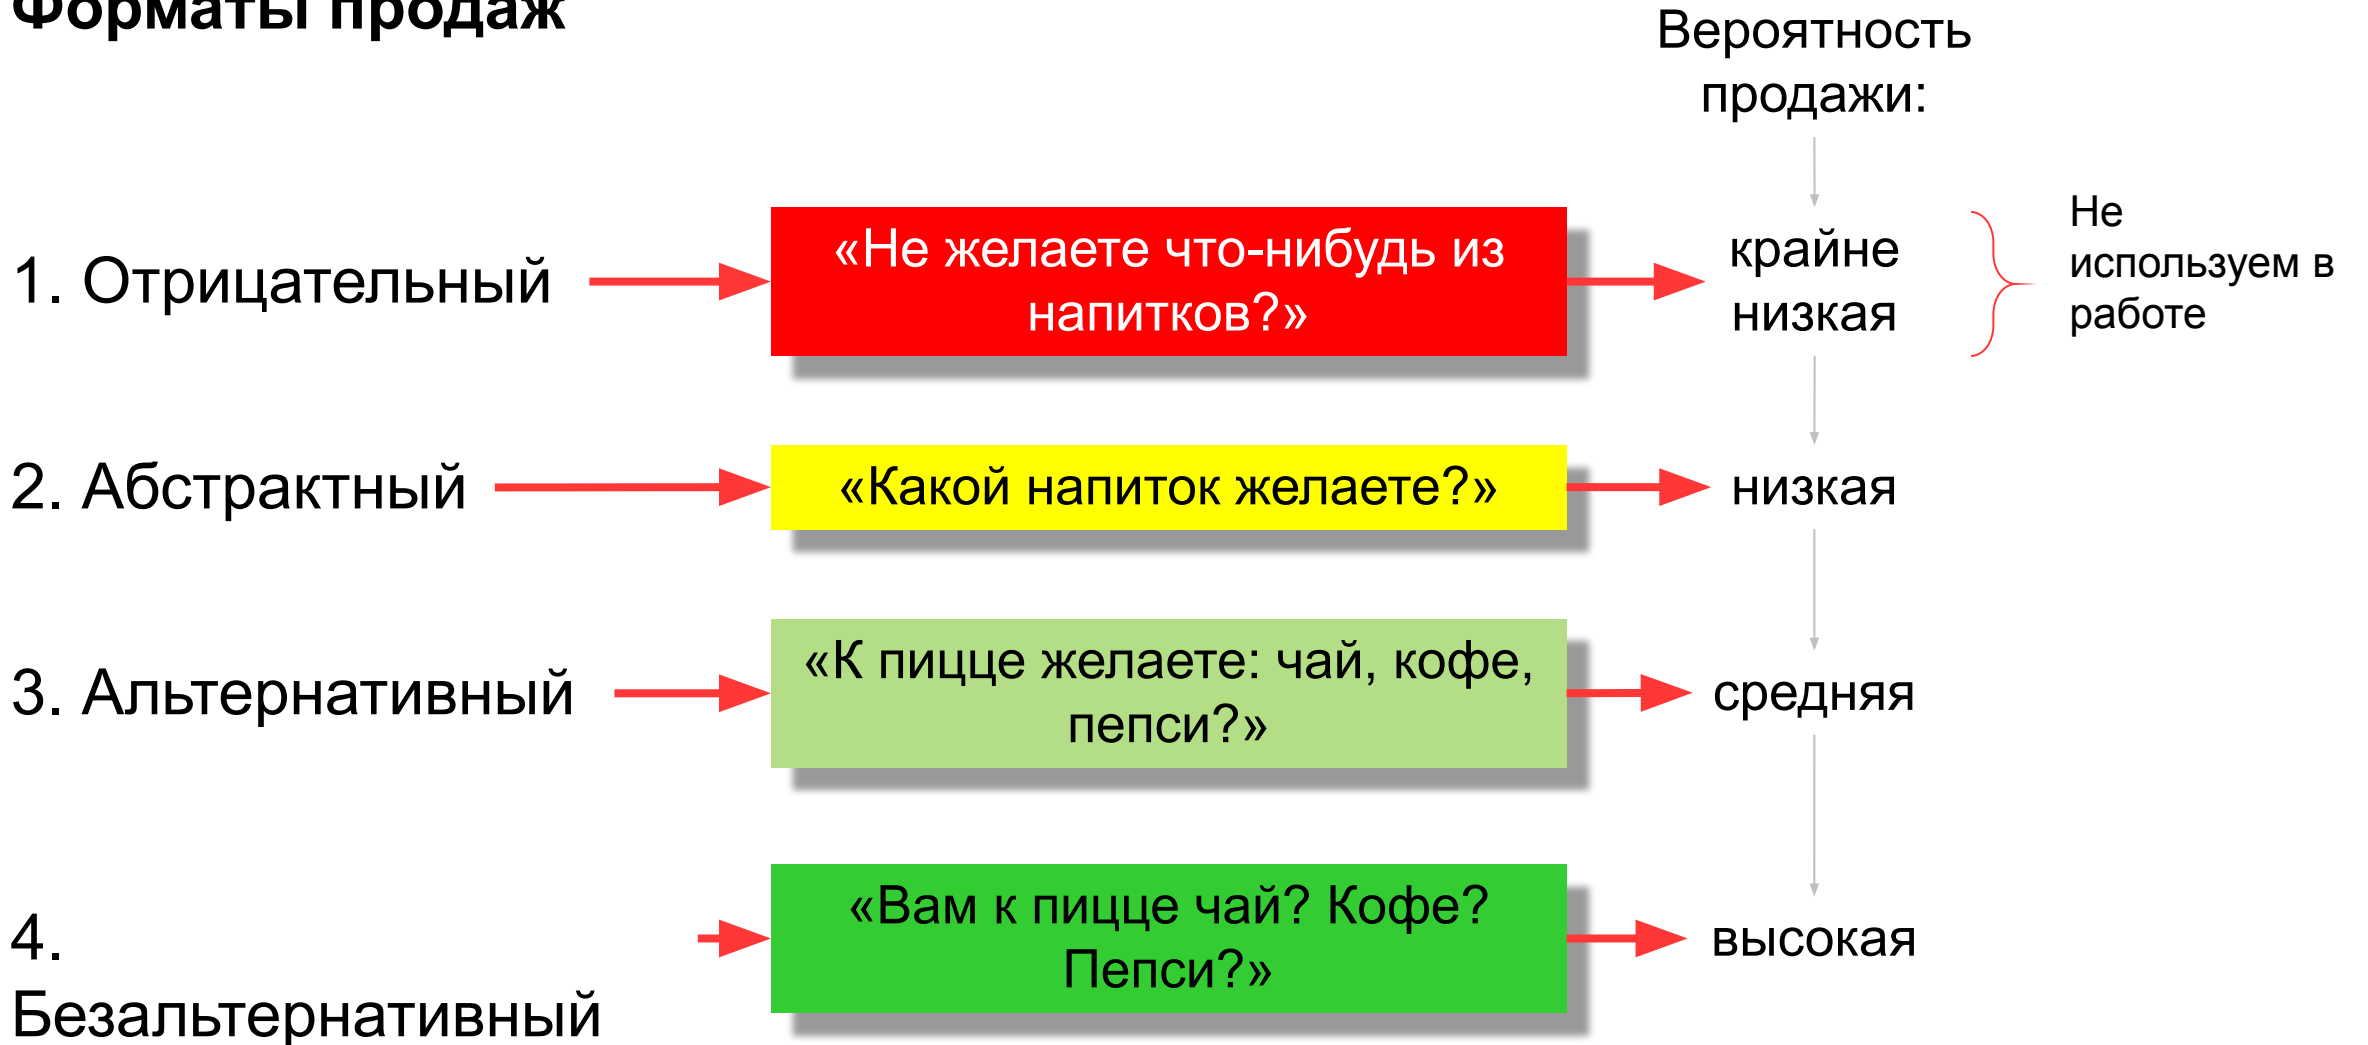 Форматы продаж
Вероятность
продажи:
1. Отрицательный
«Не желаете что-нибудь из
напитков?»
крайне
низкая
Не
используем в
работе
2. Абстрактный
«Какой напиток желаете?»
низкая
3. Альтернативный
«К пицце желаете: чай, кофе,
пепси?»
средняя
4.
Безальтернативный
«Вам к пицце чай? Кофе?
Пепси?»
высокая